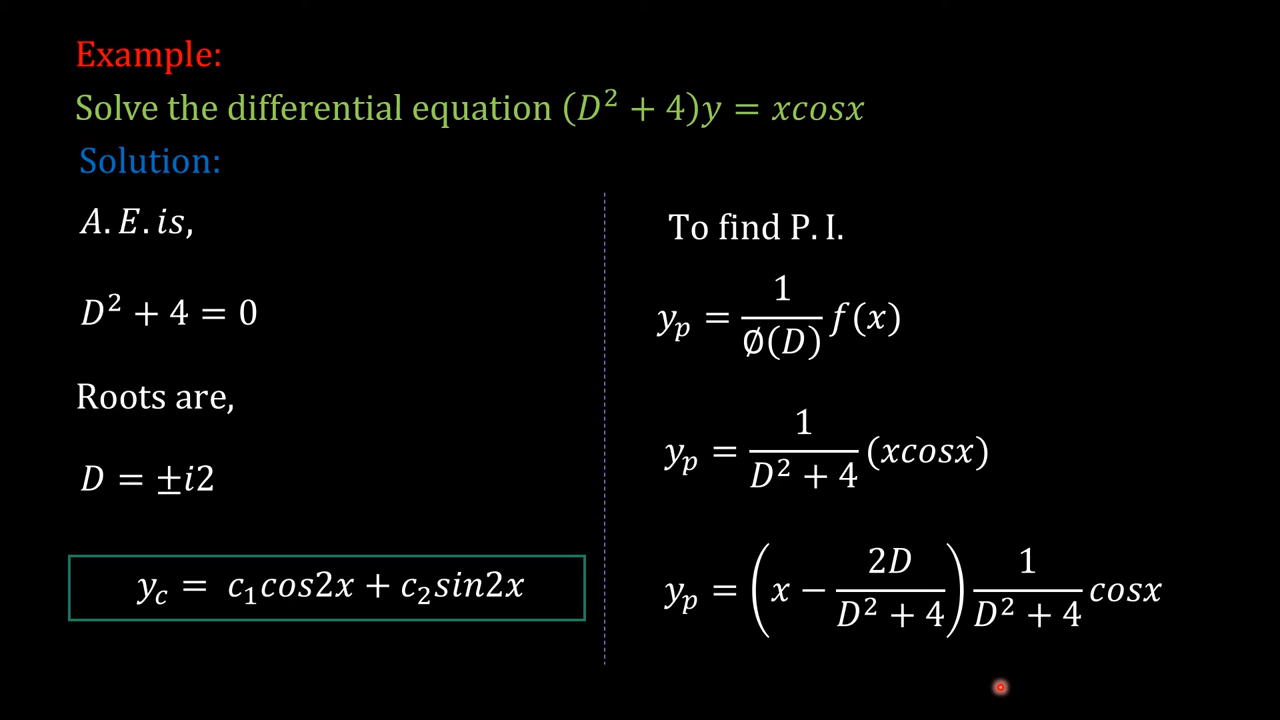 Example:
Solve the differential equation (D² + 4)y = xcosx
Solution:
A. E. is,
D² + 4 = 0
Roots are,
D = ±i2
y_c = c₁cos2x + c₂sin2x
To find P. I.
y_p = 1/∅(D) f(x)
y_p = 1/(D² + 4) (xcosx)
y_p = (x − 2D/(D² + 4)) 1/(D² + 4) cosx